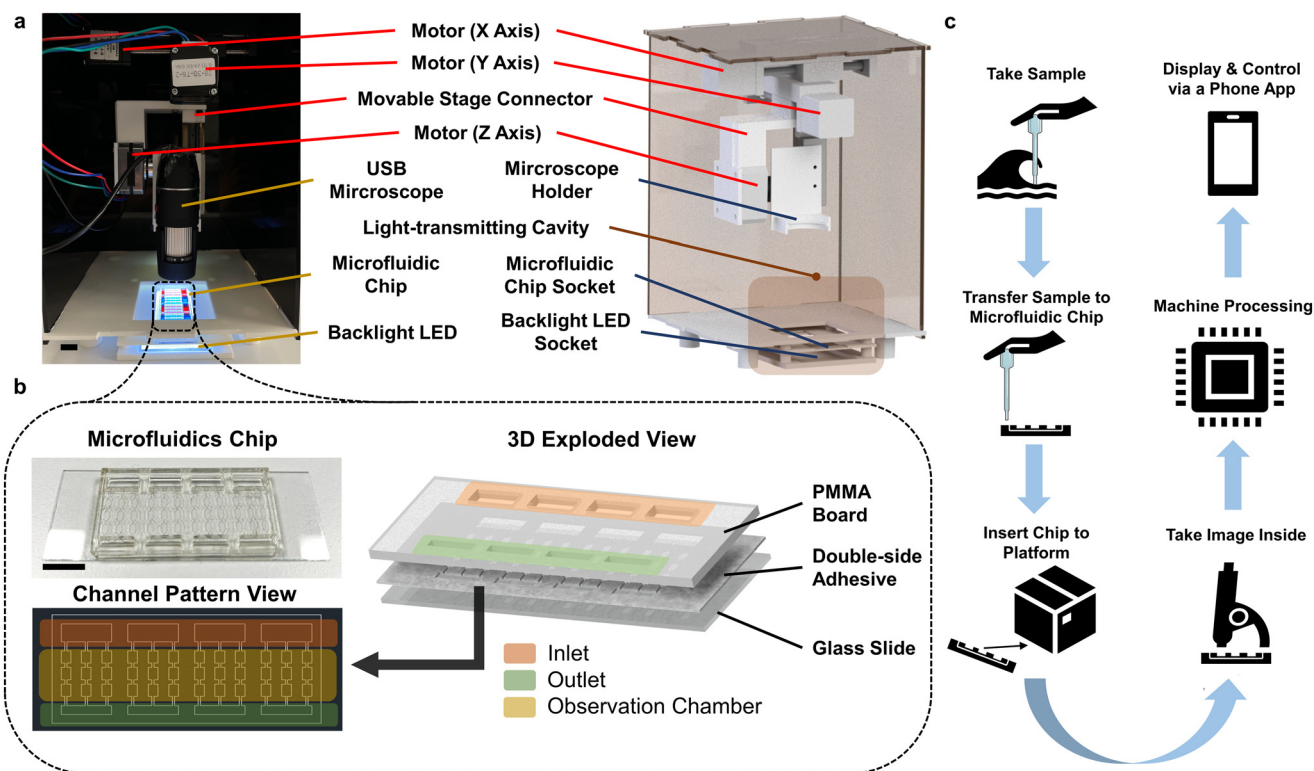 a
Motor (X Axis)
Motor (Y Axis)
Movable Stage Connector
Motor (Z Axis)
USB
Mircroscope
Mircroscope
Holder
Light-transmitting Cavity
Microfluidic
Chip
Microfluidic
Chip Socket
Backlight LED
Backlight LED
Socket
b
Microfluidics Chip
Channel Pattern View
3D Exploded View
PMMA
Board
Double-side
Adhesive
Glass Slide
Inlet
Outlet
Observation Chamber
c
Take Sample
Transfer Sample to
Microfluidic Chip
Insert Chip to
Platform
Take Image Inside
Machine Processing
Display & Control
via a Phone App